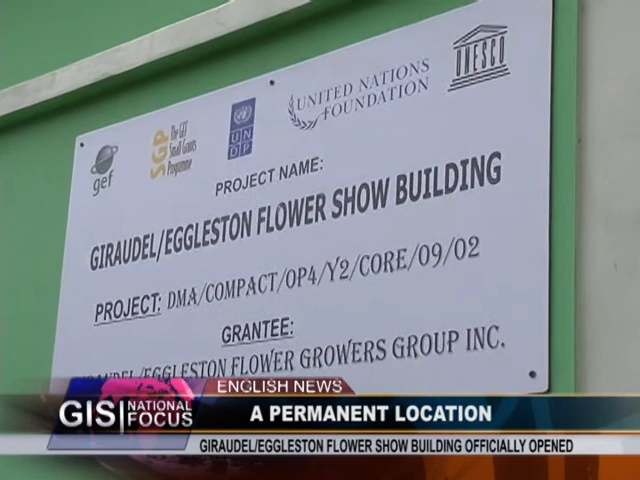 gef
SGP The GEF Small Grants Programme
UN DP
UNITED NATIONS FOUNDATION
UNESCO
PROJECT NAME:
GIRAUDEL/EGGLESTON FLOWER SHOW BUILDING
PROJECT: DMA/COMPACT/OP4/Y2/CORE/09/02
GRANTEE:
/EGGLESTON FLOWER GROWERS GROUP INC.
ENGLISH NEWS
GIS NATIONAL FOCUS
A PERMANENT LOCATION
GIRAUDEL/EGGLESTON FLOWER SHOW BUILDING OFFICIALLY OPENED